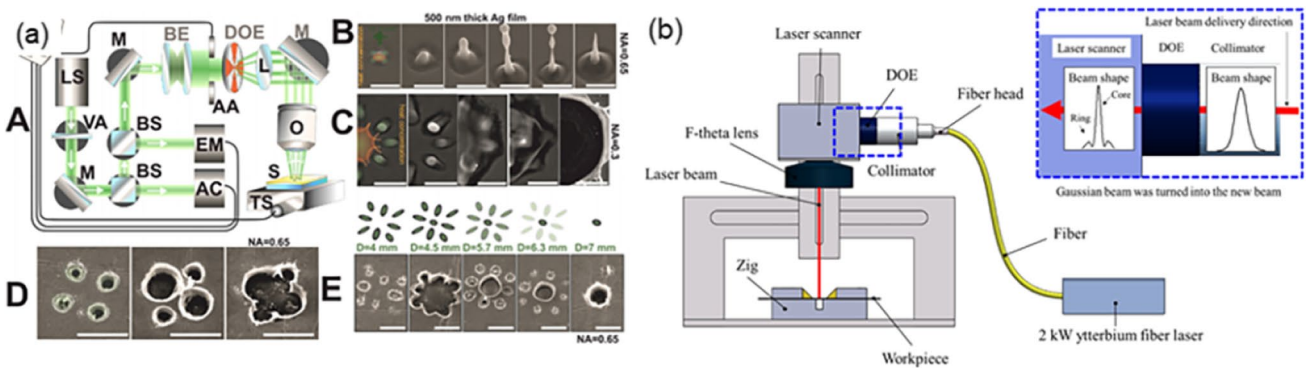 (a)
M
BE
DOE
M
L
LS
AA
VA
BS
O
A
EM
M
BS
S
AC
TS
500 nm thick Ag film
B
NA=0.65
C
heat concentration
NA=0.3
D=4 mm
D=4.5 mm
D=5.7 mm
D=6.3 mm
D=7 mm
NA=0.65
D
E
NA=0.65
(b)
Laser scanner
DOE
Fiber head
F-theta lens
Laser beam
Collimator
Fiber
Zig
Workpiece
2 kW ytterbium fiber laser
Laser beam delivery direction
Laser scanner
DOE
Collimator
Beam shape
Core
Ring
Beam shape
Gaussian beam was turned into the new beam